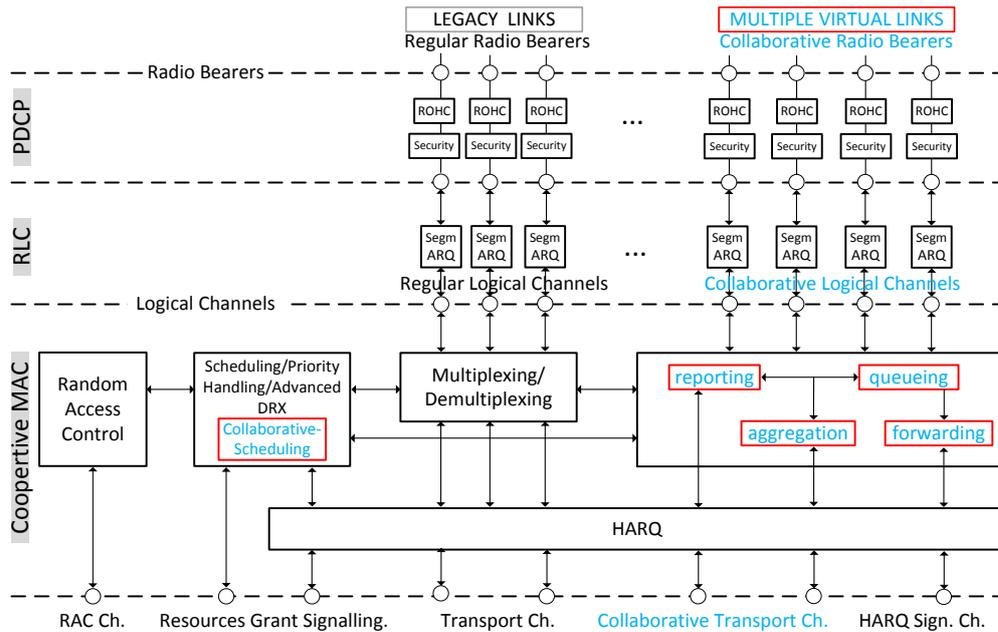 LEGACY LINKS
MULTIPLE VIRTUAL LINKS
Regular Radio Bearers
Collaborative Radio Bearers
Radio Bearers
PDCP
ROHC ROHC ROHC ROHC ROHC ROHC ROHC
...
Security Security Security Security Security Security Security
RLC
Segm Segm Segm Segm Segm Segm Segm
ARQ ARQ ARQ ARQ ARQ ARQ ARQ
...
Regular Logical Channels
Collaborative Logical Channels
Logical Channels
Coopertive MAC
Random
Access
Control
Scheduling/Priority
Handling/Advanced
DRX
Collaborative-
Scheduling
Multiplexing/
Demultiplexing
reporting
queueing
aggregation
forwarding
HARQ
RAC Ch.
Resources Grant Signalling.
Transport Ch.
Collaborative Transport Ch.
HARQ Sign. Ch.